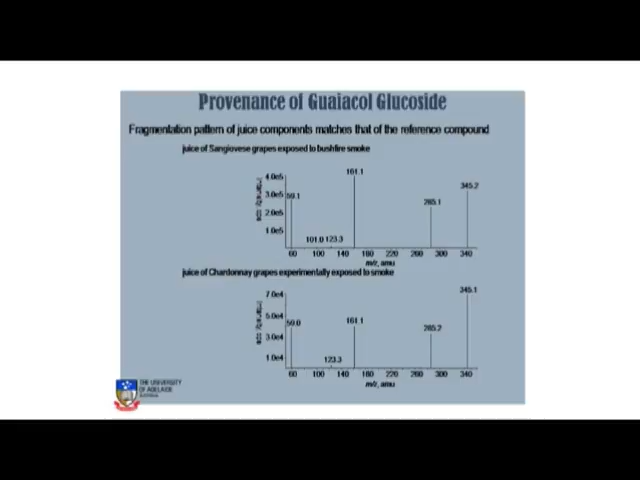 Provenance of Guaiacol Glucoside
Fragmentation pattern of juice components matches that of the reference compound
juice of Sangiovese grapes exposed to bushfire smoke
161.1
4.0e5
345.2
3.0e5
59.1
265.1
2.0e5
1.0e5
101.0 123.3
60 100 140 180 220 260 300 340
m/z, amu
juice of Chardonnay grapes experimentally exposed to smoke
7.0e4
345.1
5.0e4
59.0
161.1
265.2
3.0e4
1.0e4
123.3
60 100 140 180 220 260 300 340
m/z, amu
THE UNIVERSITY
OF ADELAIDE
AUSTRALIA